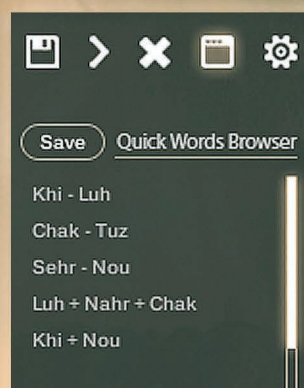 Save Quick Words Browser
Khi - Luh
Chak - Tuz
Sehr - Nou
Luh + Nahr + Chak
Khi + Nou